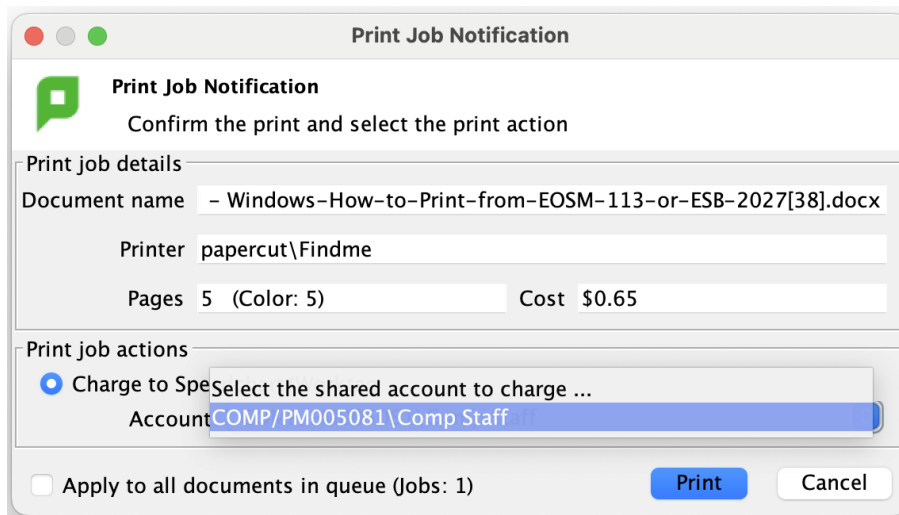 Print Job Notification
Print Job Notification
Confirm the print and select the print action
Print job details
Document name – Windows-How-to-Print-from-EOSM-113-or-ESB-2027[38].docx
Printer papercut\Findme
Pages 5 (Color: 5) Cost $0.65
Print job actions
Charge to Spe
Select the shared account to charge ...
Account COMP/PM005081\Comp Staff
Apply to all documents in queue (Jobs: 1) Print Cancel